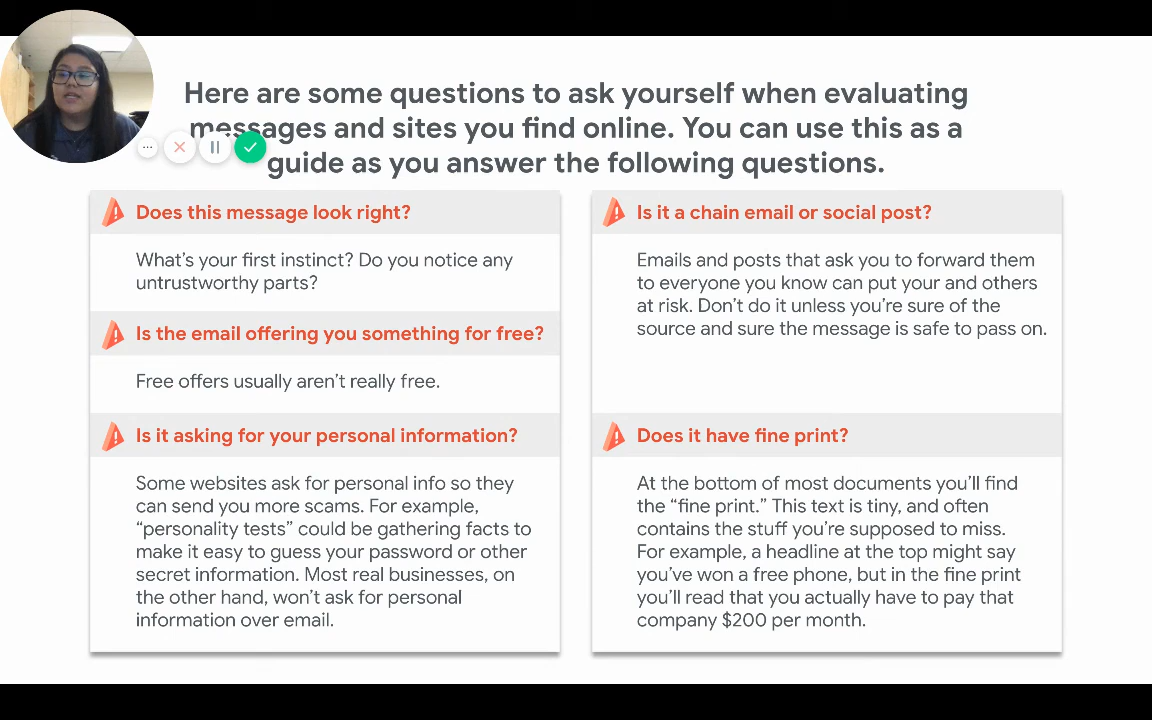 Here are some questions to ask yourself when evaluating
messages and sites you find online. You can use this as a
guide as you answer the following questions.
Does this message look right?
What's your first instinct? Do you notice any
untrustworthy parts?
Is the email offering you something for free?
Free offers usually aren't really free.
Is it asking for your personal information?
Some websites ask for personal info so they
can send you more scams. For example,
“personality tests” could be gathering facts to
make it easy to guess your password or other
secret information. Most real businesses, on
the other hand, won't ask for personal
information over email.
Is it a chain email or social post?
Emails and posts that ask you to forward them
to everyone you know can put your and others
at risk. Don't do it unless you're sure of the
source and sure the message is safe to pass on.
Does it have fine print?
At the bottom of most documents you'll find
the “fine print.” This text is tiny, and often
contains the stuff you're supposed to miss.
For example, a headline at the top might say
you've won a free phone, but in the fine print
you'll read that you actually have to pay that
company $200 per month.